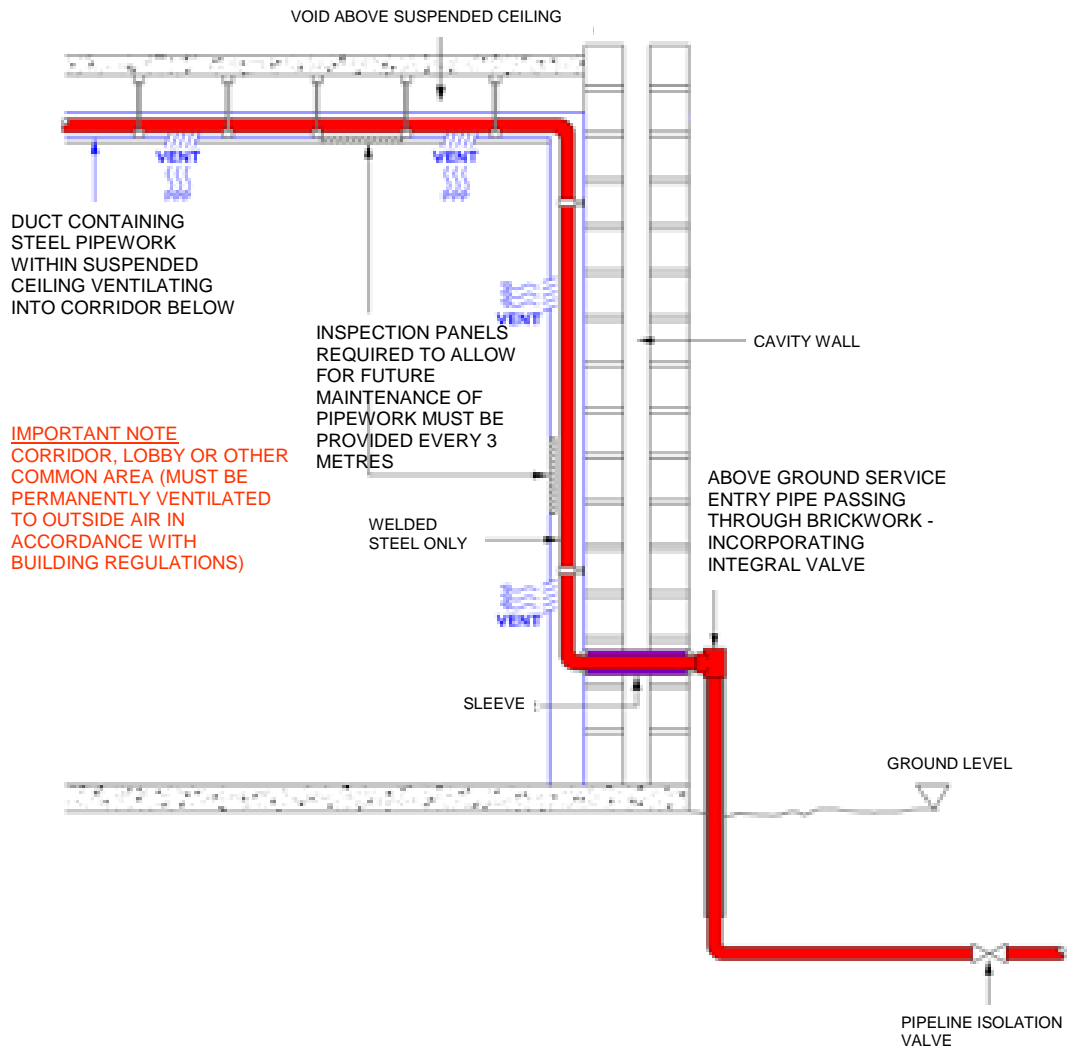 VOID ABOVE SUSPENDED CEILING
VENT
VENT
DUCT CONTAINING
STEEL PIPEWORK
WITHIN SUSPENDED
CEILING VENTILATING
INTO CORRIDOR BELOW
VENT
INSPECTION PANELS
REQUIRED TO ALLOW
FOR FUTURE
MAINTENANCE OF
PIPEWORK MUST BE
PROVIDED EVERY 3
METRES
CAVITY WALL
IMPORTANT NOTE
CORRIDOR, LOBBY OR OTHER
COMMON AREA (MUST BE
PERMANENTLY VENTILATED
TO OUTSIDE AIR IN
ACCORDANCE WITH
BUILDING REGULATIONS)
ABOVE GROUND SERVICE
ENTRY PIPE PASSING
THROUGH BRICKWORK -
INCORPORATING
INTEGRAL VALVE
WELDED
STEEL ONLY
VENT
SLEEVE
GROUND LEVEL
PIPELINE ISOLATION
VALVE